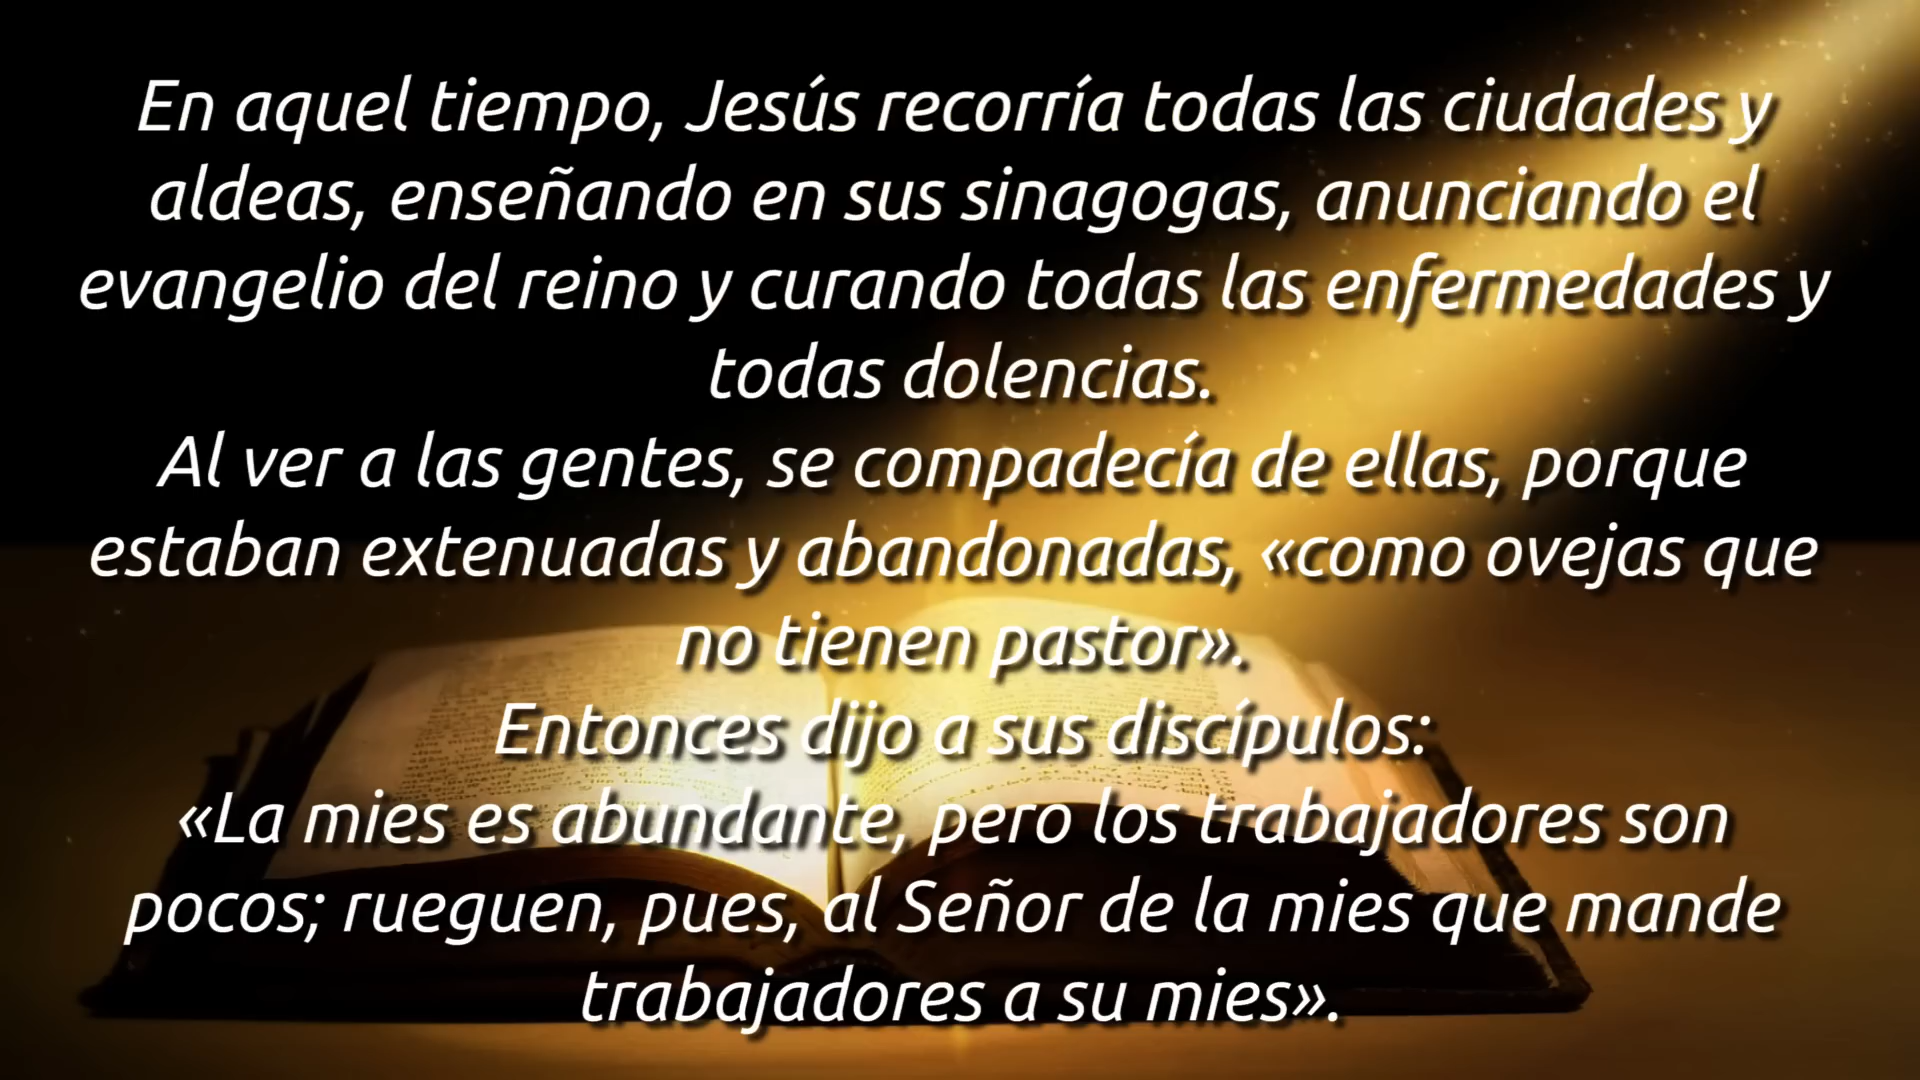 En aquel tiempo, Jesús recorría todas las ciudades y
aldeas, enseñando en sus sinagogas, anunciando el
evangelio del reino y curando todas las enfermedades y
todas dolencias.
Al ver a las gentes, se compadecía de ellas, porque
estaban extenuadas y abandonadas, «como ovejas que
no tienen pastor».
Entonces dijo a sus discípulos:
«La mies es abundante, pero los trabajadores son
pocos; rueguen, pues, al Señor de la mies que mande
trabajadores a su mies».